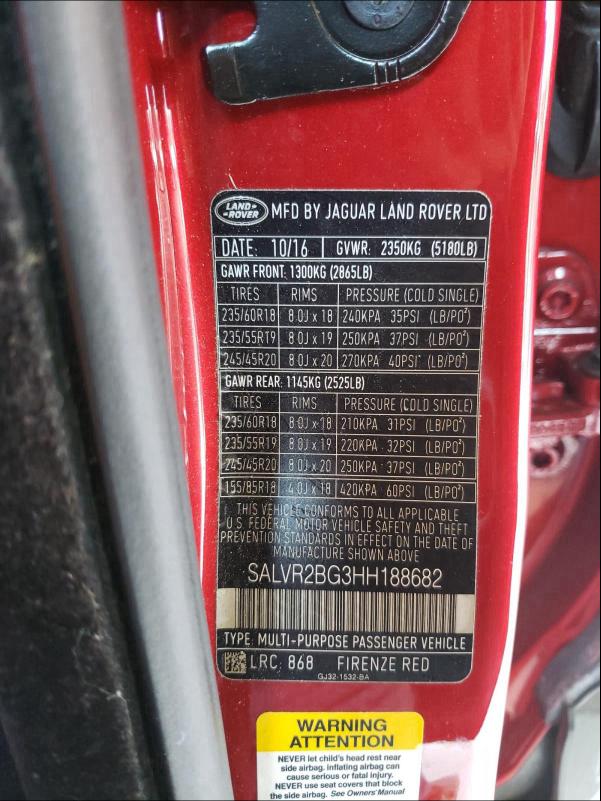 LAND ROVER MFD BY JAGUAR LAND ROVER LTD
DATE: 10/16 GVWR: 2350KG (5180LB)
GAWR FRONT: 1300KG (2865LB)
TIRES RIMS PRESSURE (COLD SINGLE)
235/60R18 8.0J x 18 240KPA 35PSI (LB/PO²)
235/55R19 8.0J x 19 250KPA 37PSI (LB/PO²)
245/45R20 8.0J x 20 270KPA 40PSI (LB/PO²)
GAWR REAR: 1145KG (2525LB)
TIRES RIMS PRESSURE (COLD SINGLE)
235/60R18 8.0J x 18 210KPA 31PSI (LB/PO²)
235/55R19 8.0J x 19 220KPA 32PSI (LB/PO²)
245/45R20 8.0J x 20 250KPA 37PSI (LB/PO²)
155/85R18 4.0J x 18 420KPA 60PSI (LB/PO²)
THIS VEHICLE CONFORMS TO ALL APPLICABLE
U.S. FEDERAL MOTOR VEHICLE SAFETY AND THEFT
PREVENTION STANDARDS IN EFFECT ON THE DATE OF
MANUFACTURE SHOWN ABOVE
SALVR2BG3HH188682
TYPE: MULTI-PURPOSE PASSENGER VEHICLE
LRC: 868 FIRENZE RED
GJ32-1532-BA
WARNING
ATTENTION
NEVER let child's head rest near
side airbag. inflating airbag can
cause serious or fatal injury.
NEVER use seat covers that block
the side airbag. See Owners' Manual